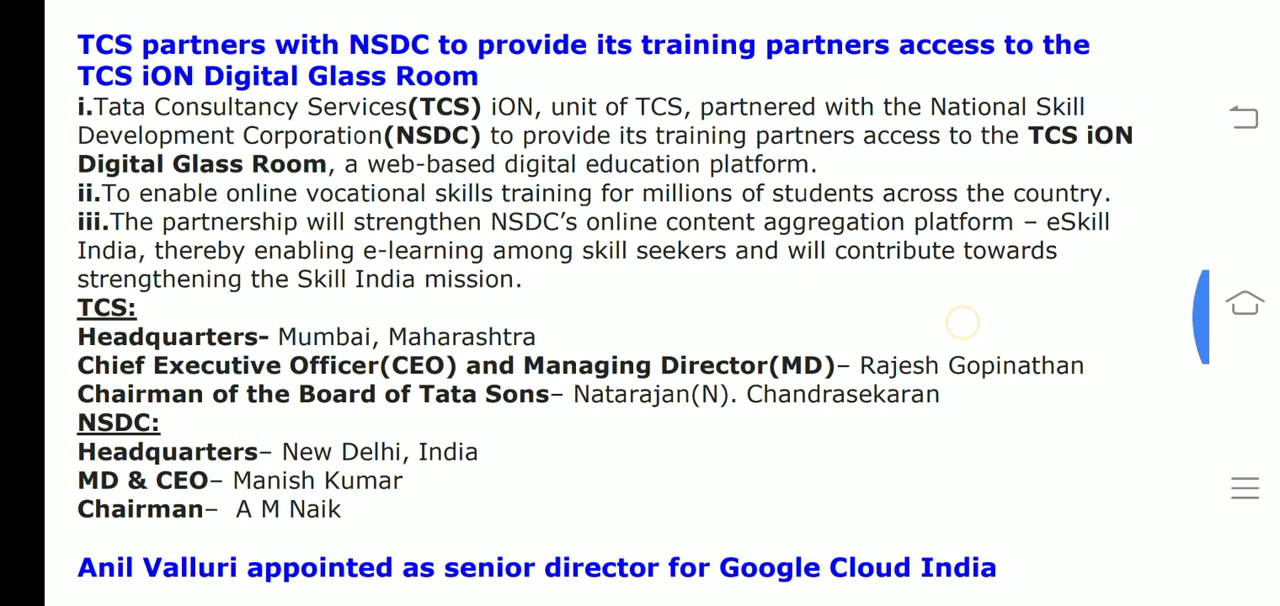 TCS partners with NSDC to provide its training partners access to the
TCS iON Digital Glass Room
i.Tata Consultancy Services(TCS) iON, unit of TCS, partnered with the National Skill
Development Corporation(NSDC) to provide its training partners access to the TCS iON
Digital Glass Room, a web-based digital education platform.
ii.To enable online vocational skills training for millions of students across the country.
iii.The partnership will strengthen NSDC’s online content aggregation platform – eSkill
India, thereby enabling e-learning among skill seekers and will contribute towards
strengthening the Skill India mission.
TCS:
Headquarters- Mumbai, Maharashtra
Chief Executive Officer(CEO) and Managing Director(MD)– Rajesh Gopinathan
Chairman of the Board of Tata Sons– Natarajan(N). Chandrasekaran
NSDC:
Headquarters– New Delhi, India
MD & CEO– Manish Kumar
Chairman–  A M Naik
Anil Valluri appointed as senior director for Google Cloud India